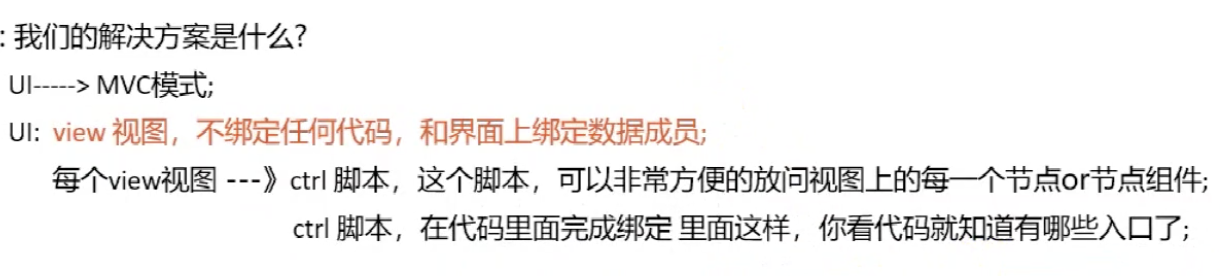 : 我们的解决方案是什么?
UI-----> MVC模式;
UI: view 视图，不绑定任何代码，和界面上绑定数据成员;
每个view视图 ---》ctrl 脚本，这个脚本，可以非常方便的放问视图上的每一个节点or节点组件;
ctrl 脚本，在代码里面完成绑定 里面这样，你看代码就知道有哪些入口了;